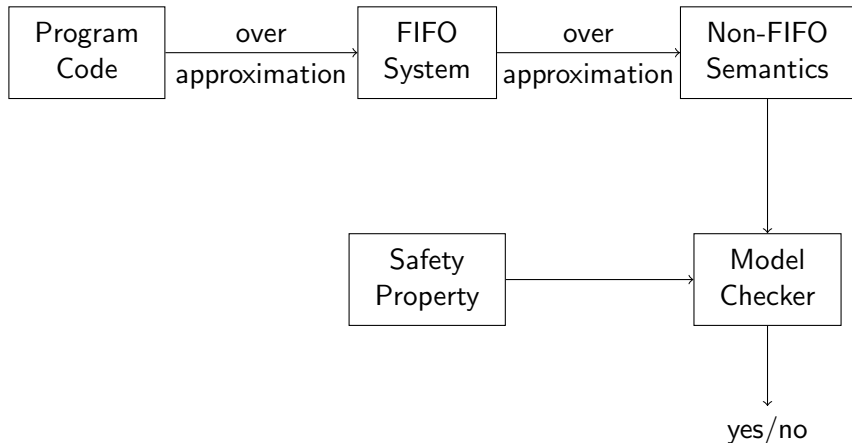 Program
Code
over
approximation
FIFO
System
over
approximation
Non-FIFO
Semantics
Safety
Property
Model
Checker
yes/no